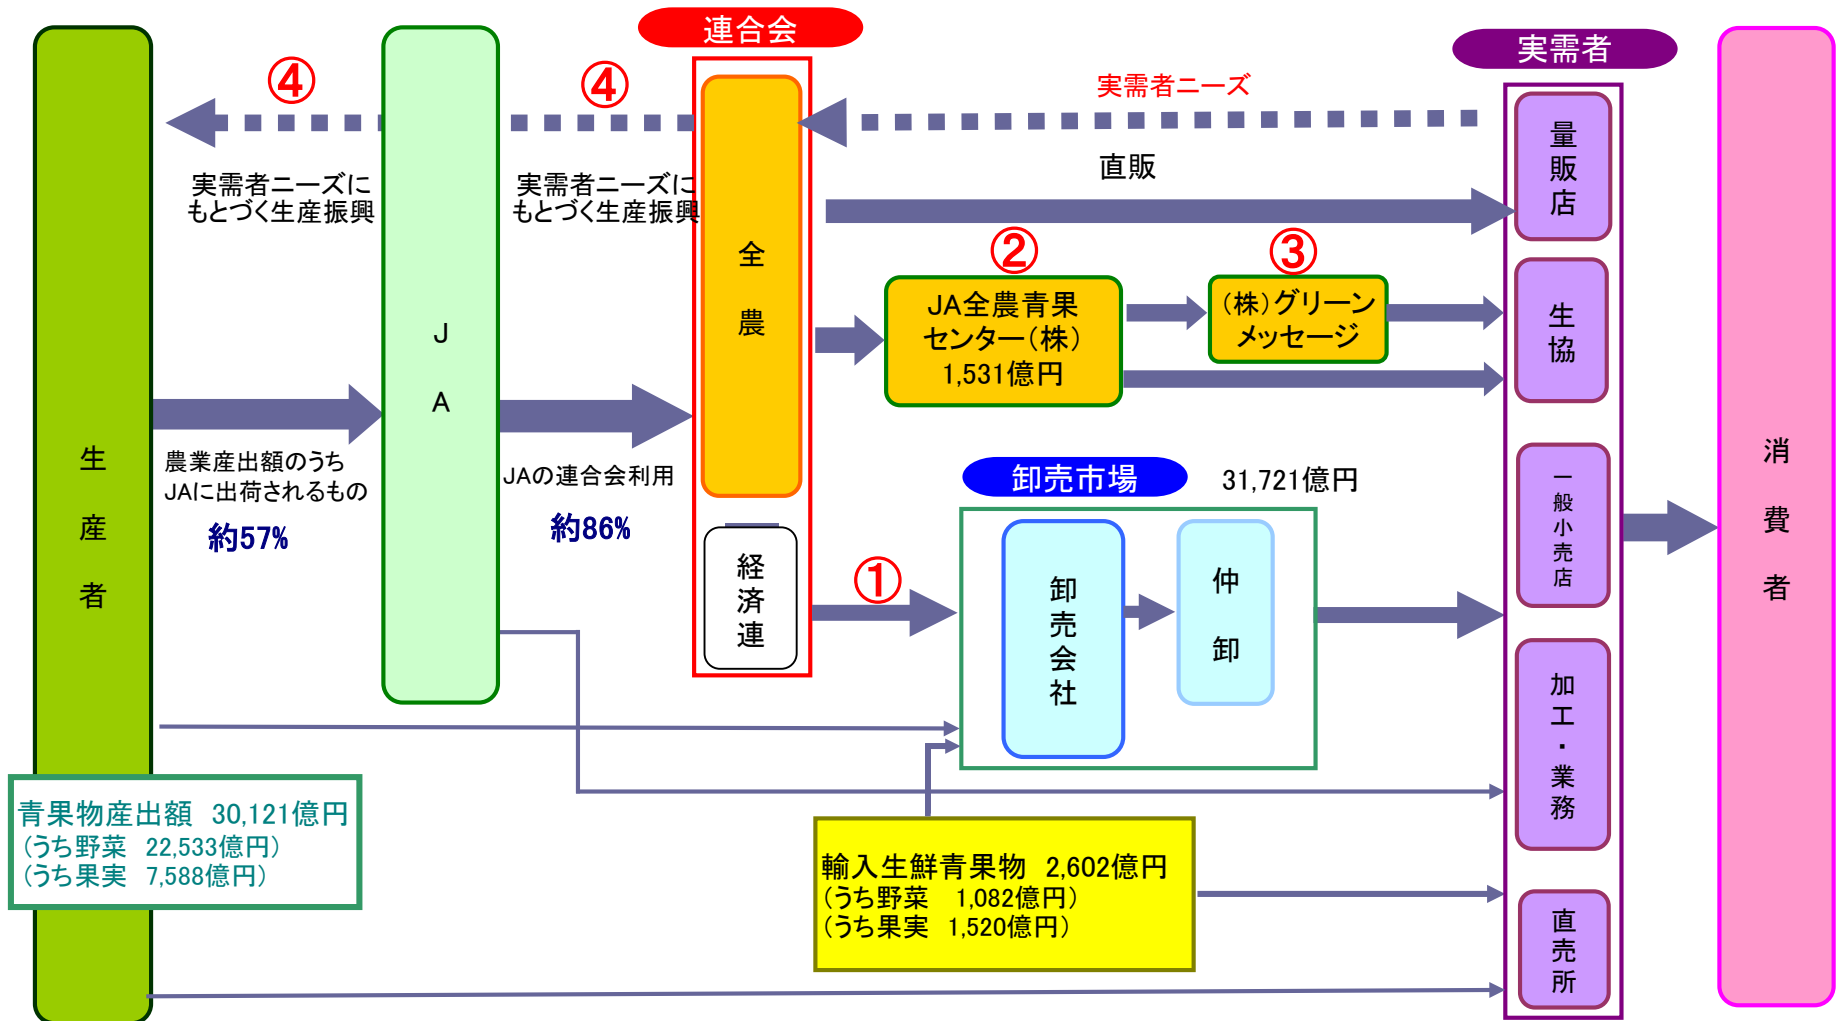 連合会
実需者
④
④
実需者ニーズ
実需者ニーズに
もとづく生産振興
実需者ニーズに
もとづく生産振興
直販
生産者
JA
全農
経済連
②
JA全農青果
センター(株)
1,531億円
③
(株)グリーン
メッセージ
農業産出額のうち
JAに出荷されるもの
約57%
JAの連合会利用
約86%
①
卸売市場
31,721億円
卸売会社
仲卸
量販店
生協
一般小売店
加工・業務
直売所
消費者
青果物産出額 30,121億円
(うち野菜 22,533億円)
(うち果実 7,588億円)
輸入生鮮青果物 2,602億円
(うち野菜 1,082億円)
(うち果実 1,520億円)